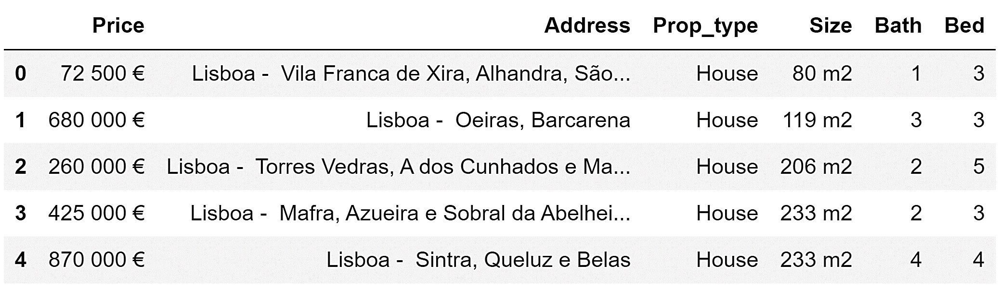 Price Address Prop_type Size Bath Bed
0 72 500 € Lisboa -  Vila Franca de Xira, Alhandra, São... House 80 m2 1 3
1 680 000 € Lisboa -  Oeiras, Barcarena House 119 m2 3 3
2 260 000 € Lisboa -  Torres Vedras, A dos Cunhados e Ma... House 206 m2 2 5
3 425 000 € Lisboa -  Mafra, Azueira e Sobral da Abelhei... House 233 m2 2 3
4 870 000 € Lisboa -  Sintra, Queluz e Belas House 233 m2 4 4